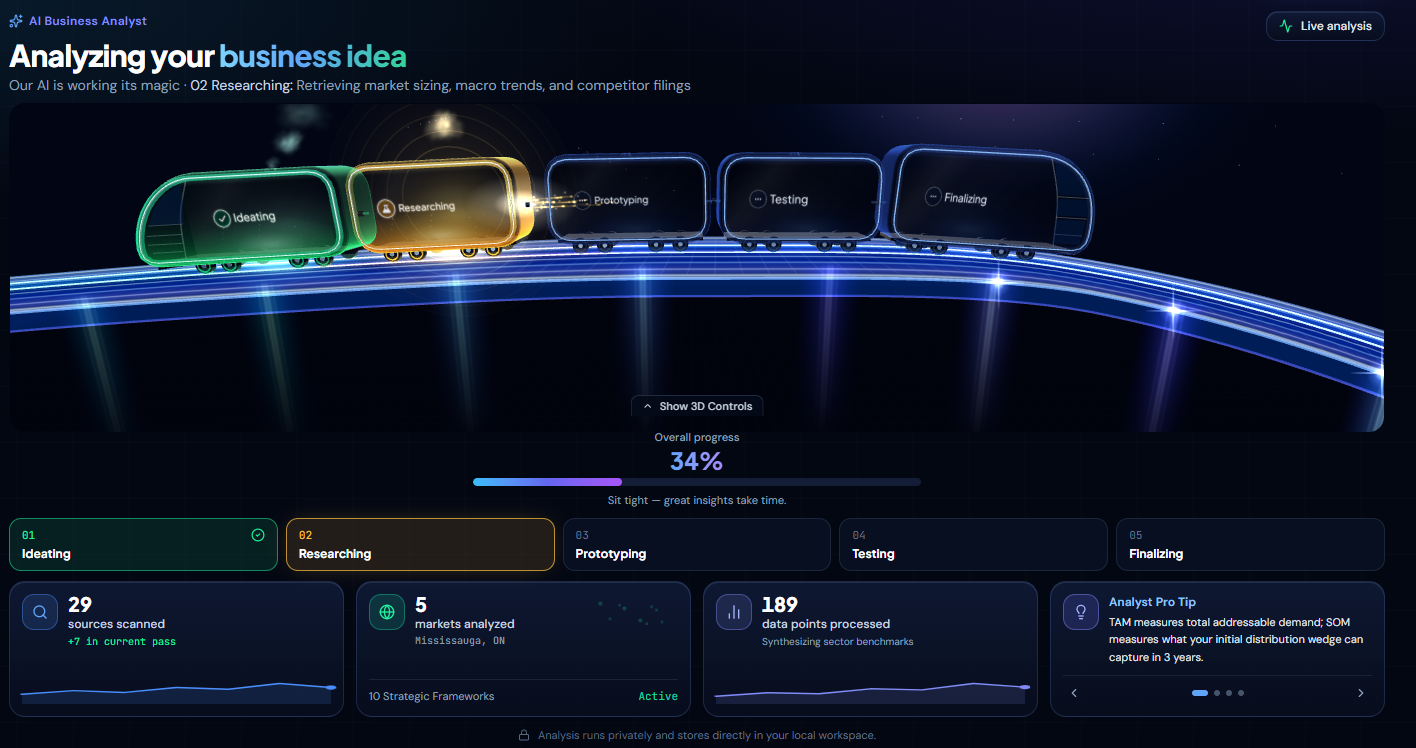 AI Business Analyst
Live analysis
Analyzing your business idea
Our AI is working its magic · 02 Researching: Retrieving market sizing, macro trends, and competitor filings
Ideating
Researching
Prototyping
Testing
Finalizing
Show 3D Controls
Overall progress
34%
Sit tight — great insights take time.
01
Ideating
02
Researching
03
Prototyping
04
Testing
05
Finalizing
29
sources scanned
+7 in current pass
5
markets analyzed
Mississauga, ON
10 Strategic Frameworks
Active
189
data points processed
Synthesizing sector benchmarks
Analyst Pro Tip
TAM measures total addressable demand; SOM
measures what your initial distribution wedge can
capture in 3 years.
Analysis runs privately and stores directly in your local workspace.